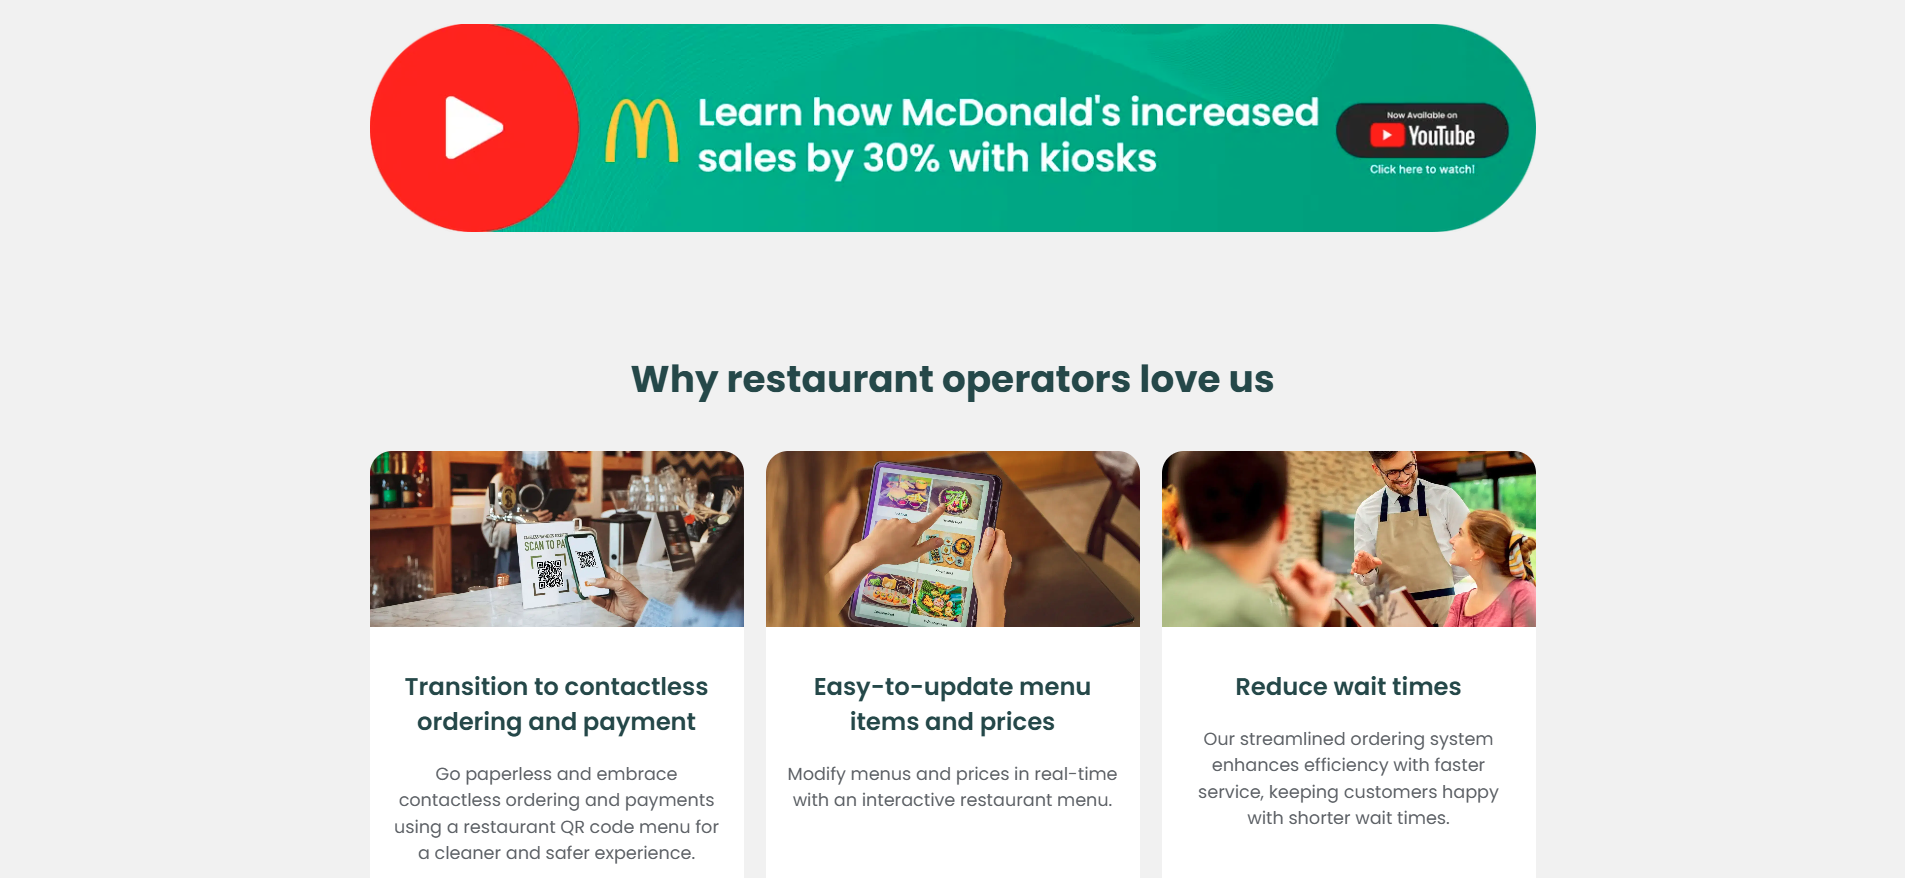 Learn how McDonald's increased
sales by 30% with kiosks
Now Available on
YouTube
Click here to watch!
Why restaurant operators love us
SCAN TO PA
Transition to contactless
ordering and payment
Go paperless and embrace
contactless ordering and payments
using a restaurant QR code menu for
a cleaner and safer experience.
Easy-to-update menu
items and prices
Modify menus and prices in real-time
with an interactive restaurant menu.
Reduce wait times
Our streamlined ordering system
enhances efficiency with faster
service, keeping customers happy
with shorter wait times.